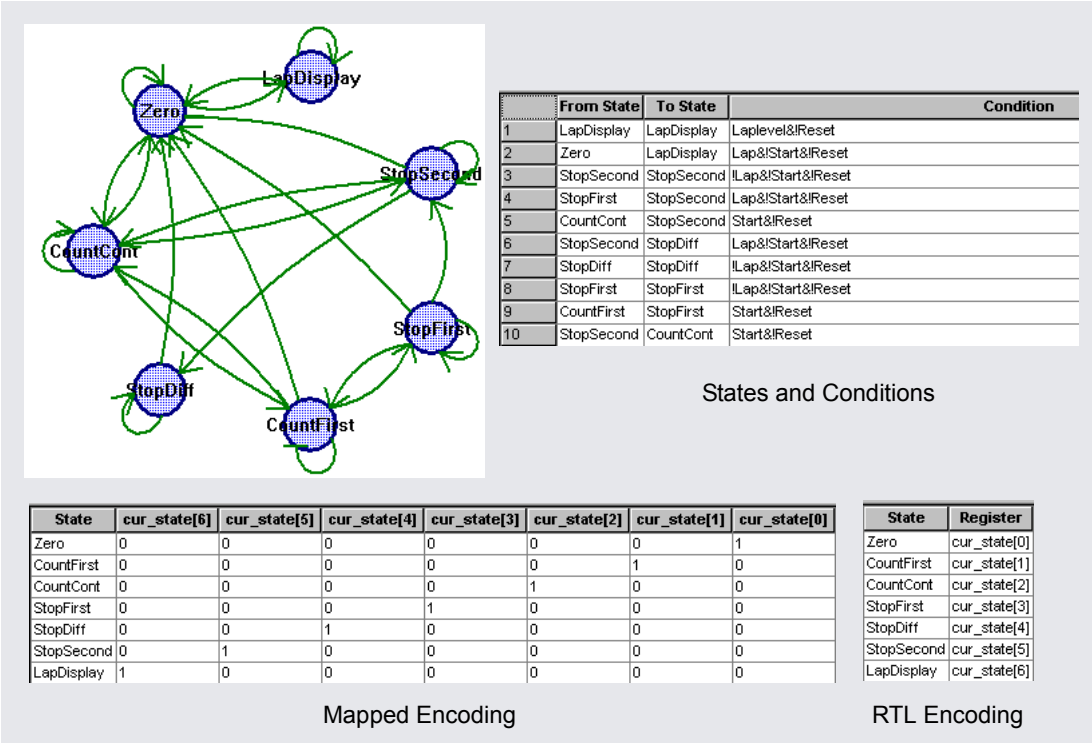 LapDisplay
Zero
StopSecond
CountCont
StopFirst
StopDiff
CountFirst
From State To State Condition
1 LapDisplay LapDisplay Laplevel&!Reset
2 Zero LapDisplay Lap&!Start&!Reset
3 StopSecond StopSecond !Lap&!Start&!Reset
4 StopFirst StopSecond Lap&!Start&!Reset
5 CountCont StopSecond Start&!Reset
6 StopSecond StopDiff Lap&!Start&!Reset
7 StopDiff StopDiff !Lap&!Start&!Reset
8 StopFirst StopFirst !Lap&!Start&!Reset
9 CountFirst StopFirst Start&!Reset
10 StopSecond CountCont Start&!Reset
States and Conditions
State cur_state[6] cur_state[5] cur_state[4] cur_state[3] cur_state[2] cur_state[1] cur_state[0]
Zero 0 0 0 0 0 0 1
CountFirst 0 0 0 0 0 1 0
CountCont 0 0 0 0 1 0 0
StopFirst 0 0 0 1 0 0 0
StopDiff 0 0 1 0 0 0 0
StopSecond 0 1 0 0 0 0 0
LapDisplay 1 0 0 0 0 0 0
Mapped Encoding
State Register
Zero cur_state[0]
CountFirst cur_state[1]
CountCont cur_state[2]
StopFirst cur_state[3]
StopDiff cur_state[4]
StopSecond cur_state[5]
LapDisplay cur_state[6]
RTL Encoding